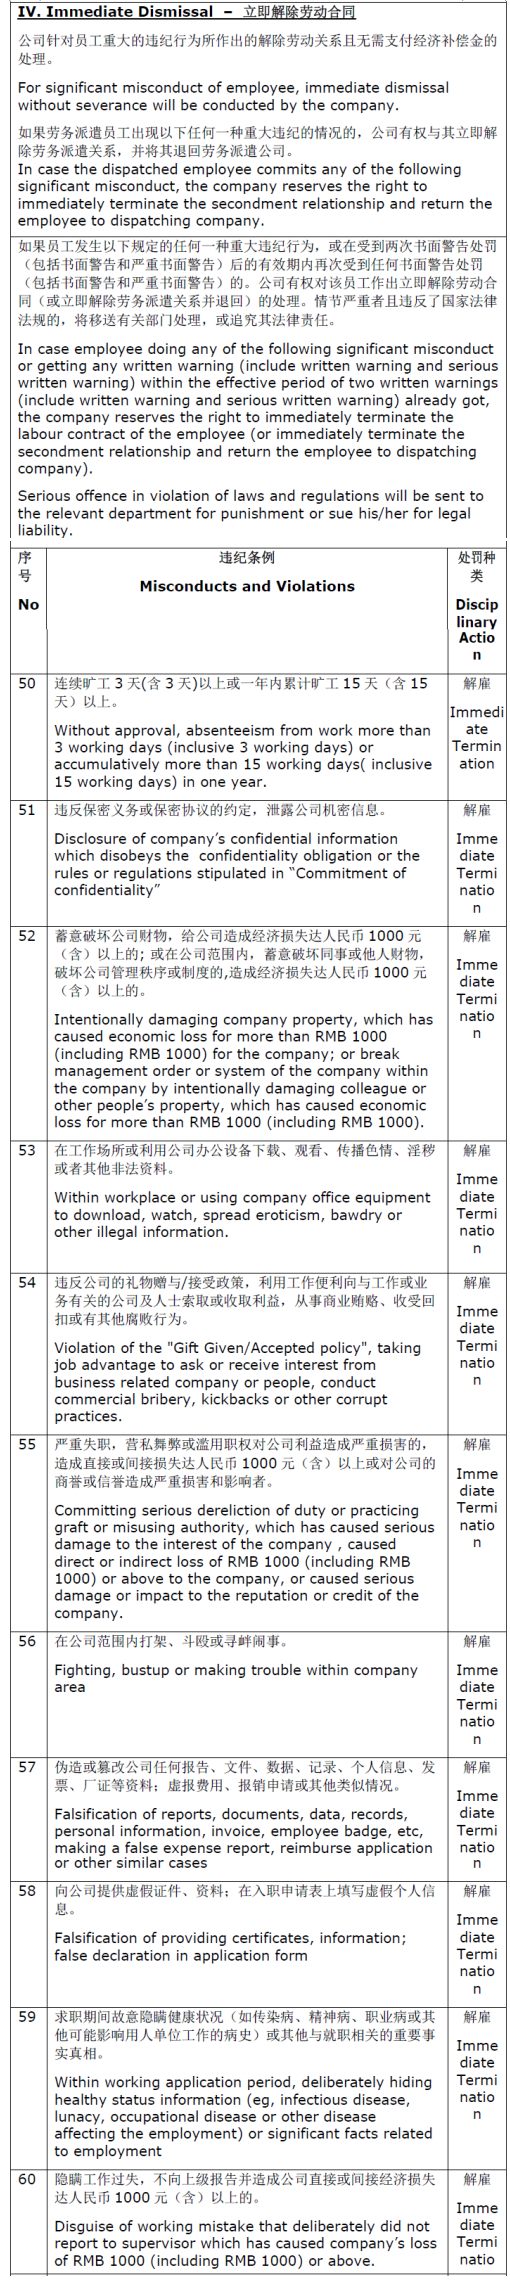 IV. Immediate Dismissal – 立即解除劳动合同
公司针对员工重大的违纪行为所作出的解除劳动关系且无需支付经济补偿金的
处理。
For significant misconduct of employee, immediate dismissal
without severance will be conducted by the company.
如果劳务派遣员工出现以下任何一种重大违纪的情况的，公司有权与其立即解
除劳务派遣关系，并将其退回劳务派遣公司。
In case the dispatched employee commits any of the following
significant misconduct, the company reserves the right to
immediately terminate the secondment relationship and return the
employee to dispatching company.
如果员工发生以下规定的任何一种重大违纪行为，或在受到两次书面警告处罚
（包括书面警告和严重书面警告）后的有效期内再次受到任何书面警告处罚
（包括书面警告和严重书面警告）的。公司有权对该员工作出立即解除劳动合
同（或立即解除劳务派遣关系并退回）的处理。情节严重者且违反了国家法律
法规的，将移送有关部门处理，或追究其法律责任。
In case employee doing any of the following significant misconduct
or getting any written warning (include written warning and serious
written warning) within the effective period of two written warnings
(include written warning and serious written warning) already got,
the company reserves the right to immediately terminate the
labour contract of the employee (or immediately terminate the
secondment relationship and return the employee to dispatching
company).
Serious offence in violation of laws and regulations will be sent to
the relevant department for punishment or sue his/her for legal
liability.
序
号
No
违纪条例
Misconducts and Violations
处罚种
类
Discip
linary
Actio
n
50
连续旷工 3 天(含 3 天)以上或一年内累计旷工 15 天（含 15
天）以上。
Without approval, absenteeism from work more than
3 working days (inclusive 3 working days) or
accumulatively more than 15 working days( inclusive
15 working days) in one year.
解雇
Immedi
ate
Termin
ation
51
违反保密义务或保密协议的约定，泄露公司机密信息。
Disclosure of company’s confidential information
which disobeys the confidentiality obligation or the
rules or regulations stipulated in “Commitment of
confidentiality”
解雇
Imme
diate
Termi
natio
n
52
蓄意破坏公司财物，给公司造成经济损失达人民币 1000 元
（含）以上的; 或在公司范围内，蓄意破坏同事或他人财物，
破坏公司管理秩序或制度的,造成经济损失达人民币 1000 元
（含）以上的。
Intentionally damaging company property, which has
caused economic loss for more than RMB 1000
(including RMB 1000) for the company; or break
management order or system of the company within
the company by intentionally damaging colleague or
other people’s property, which has caused economic
loss for more than RMB 1000 (including RMB 1000).
解雇
Imme
diate
Termi
natio
n
53
在工作场所或利用公司办公设备下载、观看、传播色情、淫秽
或者其他非法资料。
Within workplace or using company office equipment
to download, watch, spread eroticism, bawdry or
other illegal information.
解雇
Imme
diate
Termi
natio
n
54
违反公司的礼物赠与/接受政策，利用工作便利向与工作或业
务有关的公司及人士索取或收取利益，从事商业贿赂、收受回
扣或有其他腐败行为。
Violation of the "Gift Given/Accepted policy", taking
job advantage to ask or receive interest from
business related company or people, conduct
commercial bribery, kickbacks or other corrupt
practices.
解雇
Imme
diate
Termi
natio
n
55
严重失职，营私舞弊或滥用职权对公司利益造成严重损害的，
造成直接或间接损失达人民币 1000 元（含）以上或对公司的
商誉或信誉造成严重损害和影响者。
Committing serious dereliction of duty or practicing
graft or misusing authority, which has caused serious
damage to the interest of the company , caused
direct or indirect loss of RMB 1000 (including RMB
1000) or above to the company, or caused serious
damage or impact to the reputation or credit of the
company.
解雇
Imme
diate
Termi
natio
n
56
在公司范围内打架、斗殴或寻衅闹事。
Fighting, bustup or making trouble within company
area
解雇
Imme
diate
Termi
natio
n
57
伪造或篡改公司任何报告、文件、数据、记录、个人信息、发
票、厂证等资料；虚报费用、报销申请或其他类似情况。
Falsification of reports, documents, data, records,
personal information, invoice, employee badge, etc,
making a false expense report, reimburse application
or other similar cases
解雇
Imme
diate
Termi
natio
n
58
向公司提供虚假证件、资料；在入职申请表上填写虚假个人信
息。
Falsification of providing certificates, information;
false declaration in application form
解雇
Imme
diate
Termi
natio
n
59
求职期间故意隐瞒健康状况（如传染病、精神病、职业病或其
他可能影响用人单位工作的病史）或其他与就职相关的重要事
实真相。
Within working application period, deliberately hiding
healthy status information (eg, infectious disease,
lunacy, occupational disease or other disease
affecting the employment) or significant facts related
to employment
解雇
Imme
diate
Termi
natio
n
60
隐瞒工作过失，不向上级报告并造成公司直接或间接经济损失
达人民币 1000 元（含）以上的。
Disguise of working mistake that deliberately did not
report to supervisor which has caused company’s loss
of RMB 1000 (including RMB 1000) or above.
解雇
Imme
diate
Termi
natio